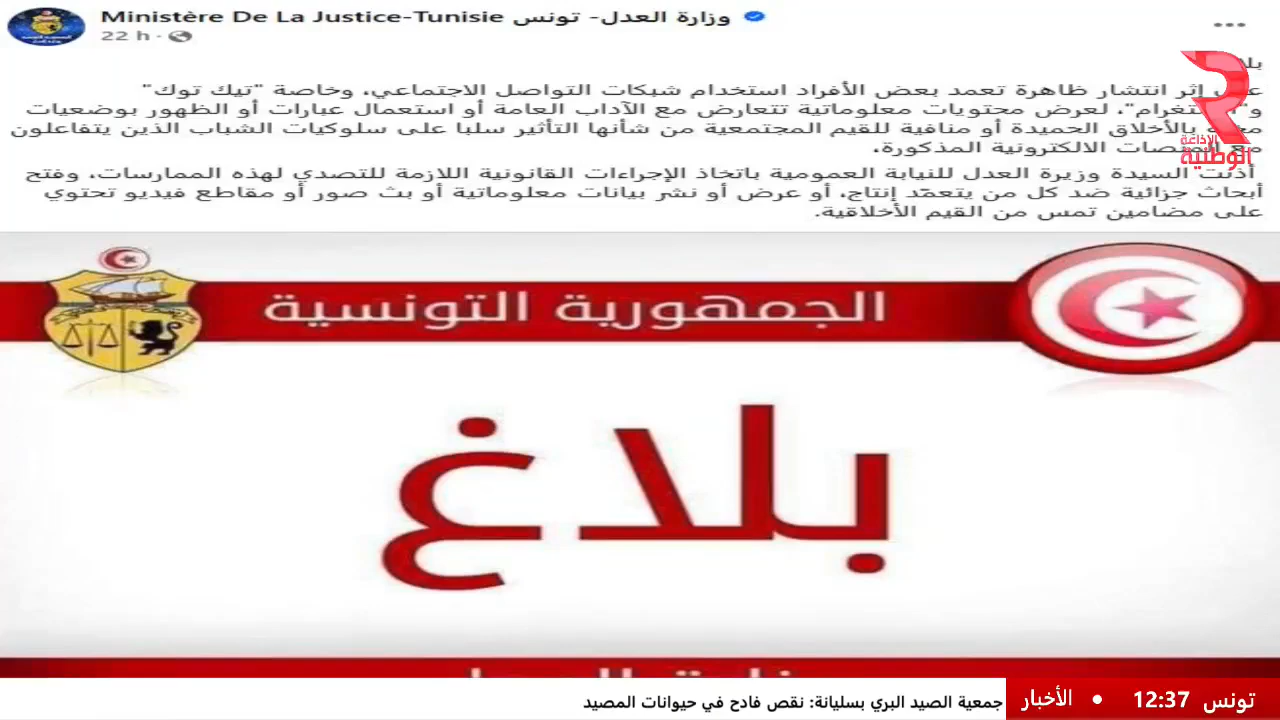 Ministère De La Justice-Tunisie وزارة العدل- تونس
22 h
على إثر انتشار ظاهرة تعمد بعض الأفراد استخدام شبكات التواصل الاجتماعي، وخاصة "تيك توك"
لعرض محتويات معلوماتية تتعارض مع الآداب العامة أو استعمال عبارات أو الظهور بوضعيات
بالأخلاق الحميدة أو منافية للقيم المجتمعية من شأنها التأثير سلبا على سلوكيات الشباب الذين يتفاعلون
مع المنصات الالكترونية المذكورة،
أذنت السيدة وزيرة العدل للنيابة العمومية باتخاذ الإجراءات القانونية اللازمة للتصدي لهذه الممارسات، وفتح
أبحاث جزائية ضد كل من يتعمّد إنتاج، أو عرض أو نشر بيانات معلوماتية أو بث صور أو مقاطع فيديو تحتوي
على مضامين تمس من القيم الأخلاقية.
الإذاعة
الوطنية
الجمهورية التونسية
بلاغ
تونس 12:37 • الأخبار
جمعية الصيد البري بسليانة: نقص فادح في حيوانات المصيد